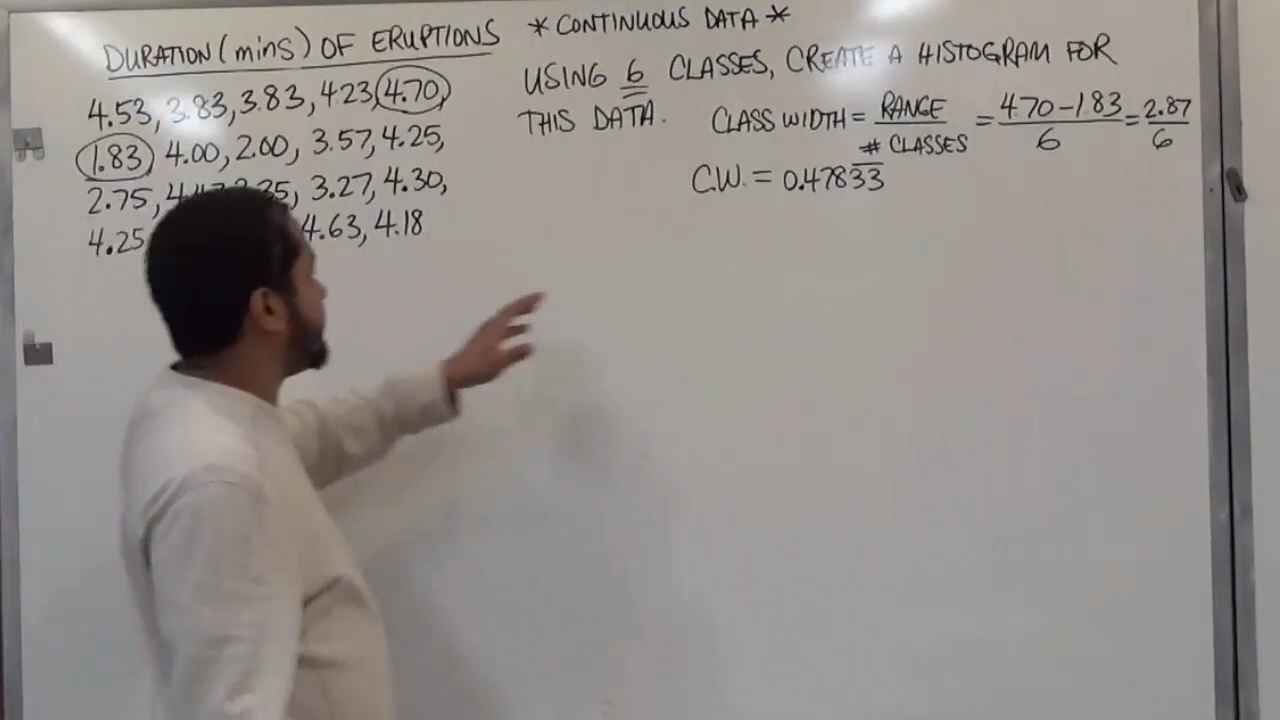 DURATION (mins) OF ERUPTIONS
4.53, 3.83, 3.83, 4.23, 4.70,
1.83, 4.00, 2.00, 3.57, 4.25,
2.75, 3.27, 4.30,
4.25 4.63, 4.18
* CONTINUOUS DATA *
USING 6 CLASSES, CREATE A HISTOGRAM FOR
THIS DATA.
CLASS WIDTH = RANGE / # CLASSES = 4.70 - 1.83 / 6 = 2.87 / 6
C.W. = 0.47833